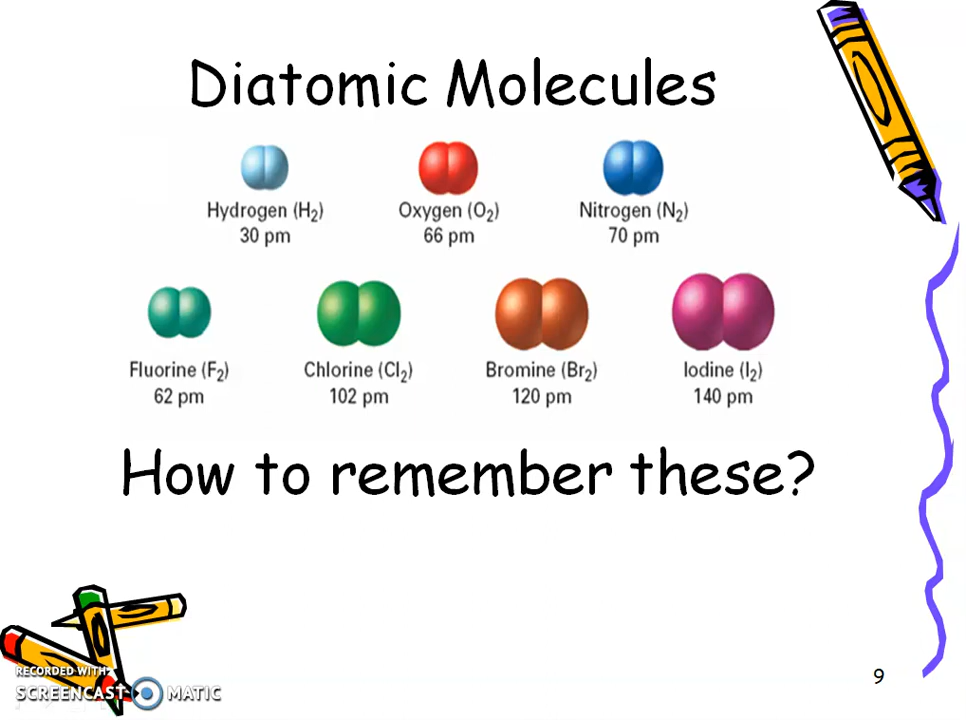 Diatomic Molecules
Hydrogen (H₂) Oxygen (O₂) Nitrogen (N₂)
30 pm 66 pm 70 pm
Fluorine (F₂) Chlorine (Cl₂) Bromine (Br₂) Iodine (I₂)
62 pm 102 pm 120 pm 140 pm
How to remember these?
RECORDED WITH
SCREENCAST MATIC
9